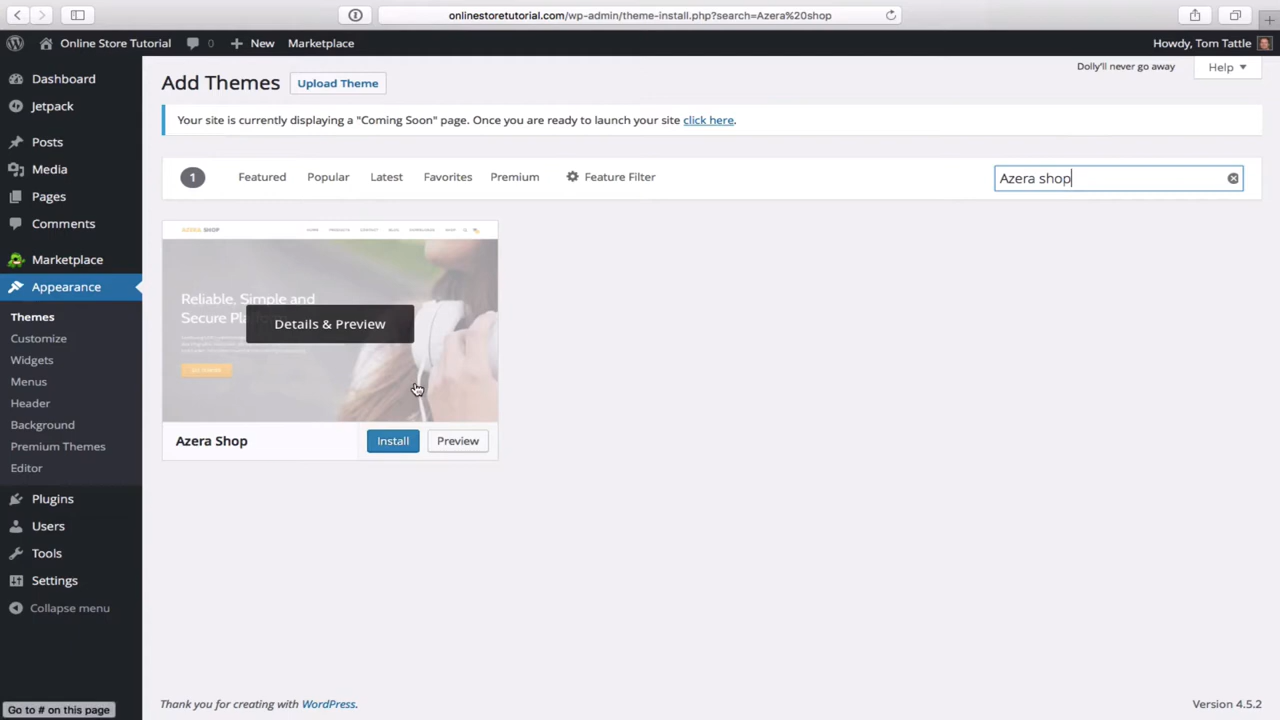 onlinestoretutorial.com/wp-admin/theme-install.php?search=Azera%20shop
Online Store Tutorial 0 New Marketplace Howdy, Tom Tattle
Dashboard
Jetpack
Posts
Media
Pages
Comments
Marketplace
Appearance
Themes
Customize
Widgets
Menus
Header
Background
Premium Themes
Editor
Plugins
Users
Tools
Settings
Collapse menu
Go to # on this page
Dolly'll never go away Help
Add Themes Upload Theme
Your site is currently displaying a "Coming Soon" page. Once you are ready to launch your site click here.
1 Featured Popular Latest Favorites Premium Feature Filter Azera shop
AZERA SHOP HOME PRODUCTS CONTACT BLOG
Reliable, Simple and
Secure
Details & Preview
Azera Shop Install Preview
Thank you for creating with WordPress. Version 4.5.2